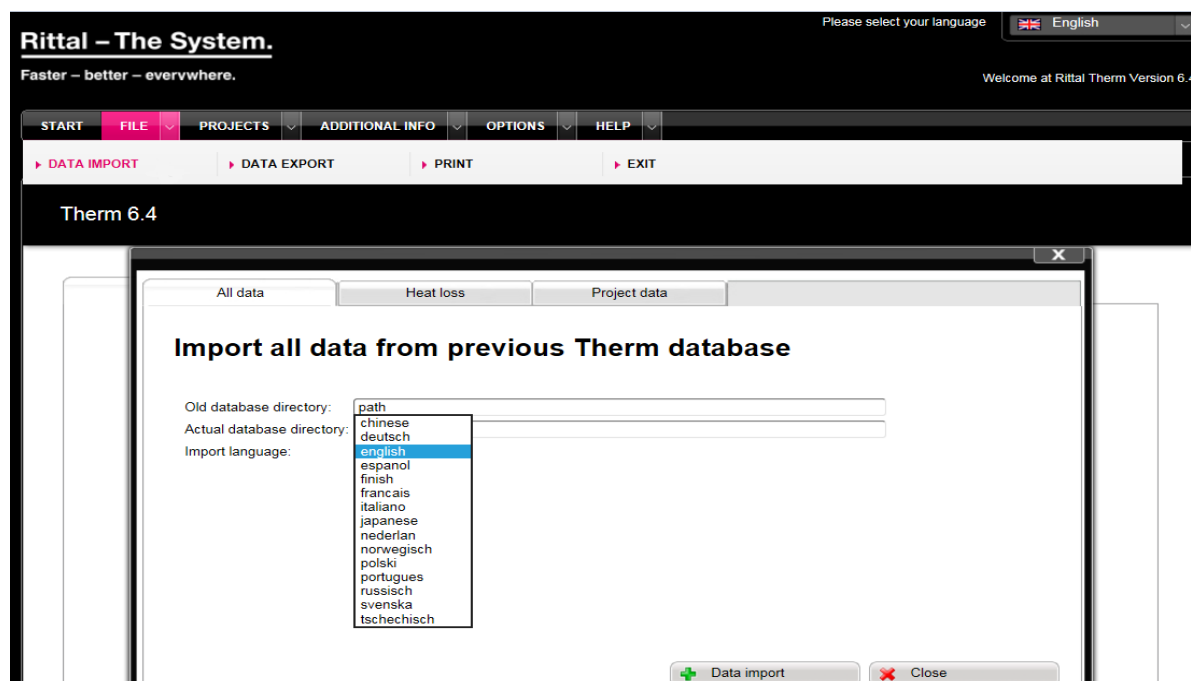 Please select your language English
Rittal – The System.
Faster – better – everywhere.
Welcome at Rittal Therm Version 6.4
START FILE PROJECTS ADDITIONAL INFO OPTIONS HELP
DATA IMPORT DATA EXPORT PRINT EXIT
Therm 6.4
X
All data Heat loss Project data
Import all data from previous Therm database
Old database directory: path
Actual database directory:
Import language:
chinese
deutsch
english
espanol
finish
francais
italiano
japanese
nederlan
norwegisch
polski
portugues
russisch
svenska
tschechisch
Data import Close